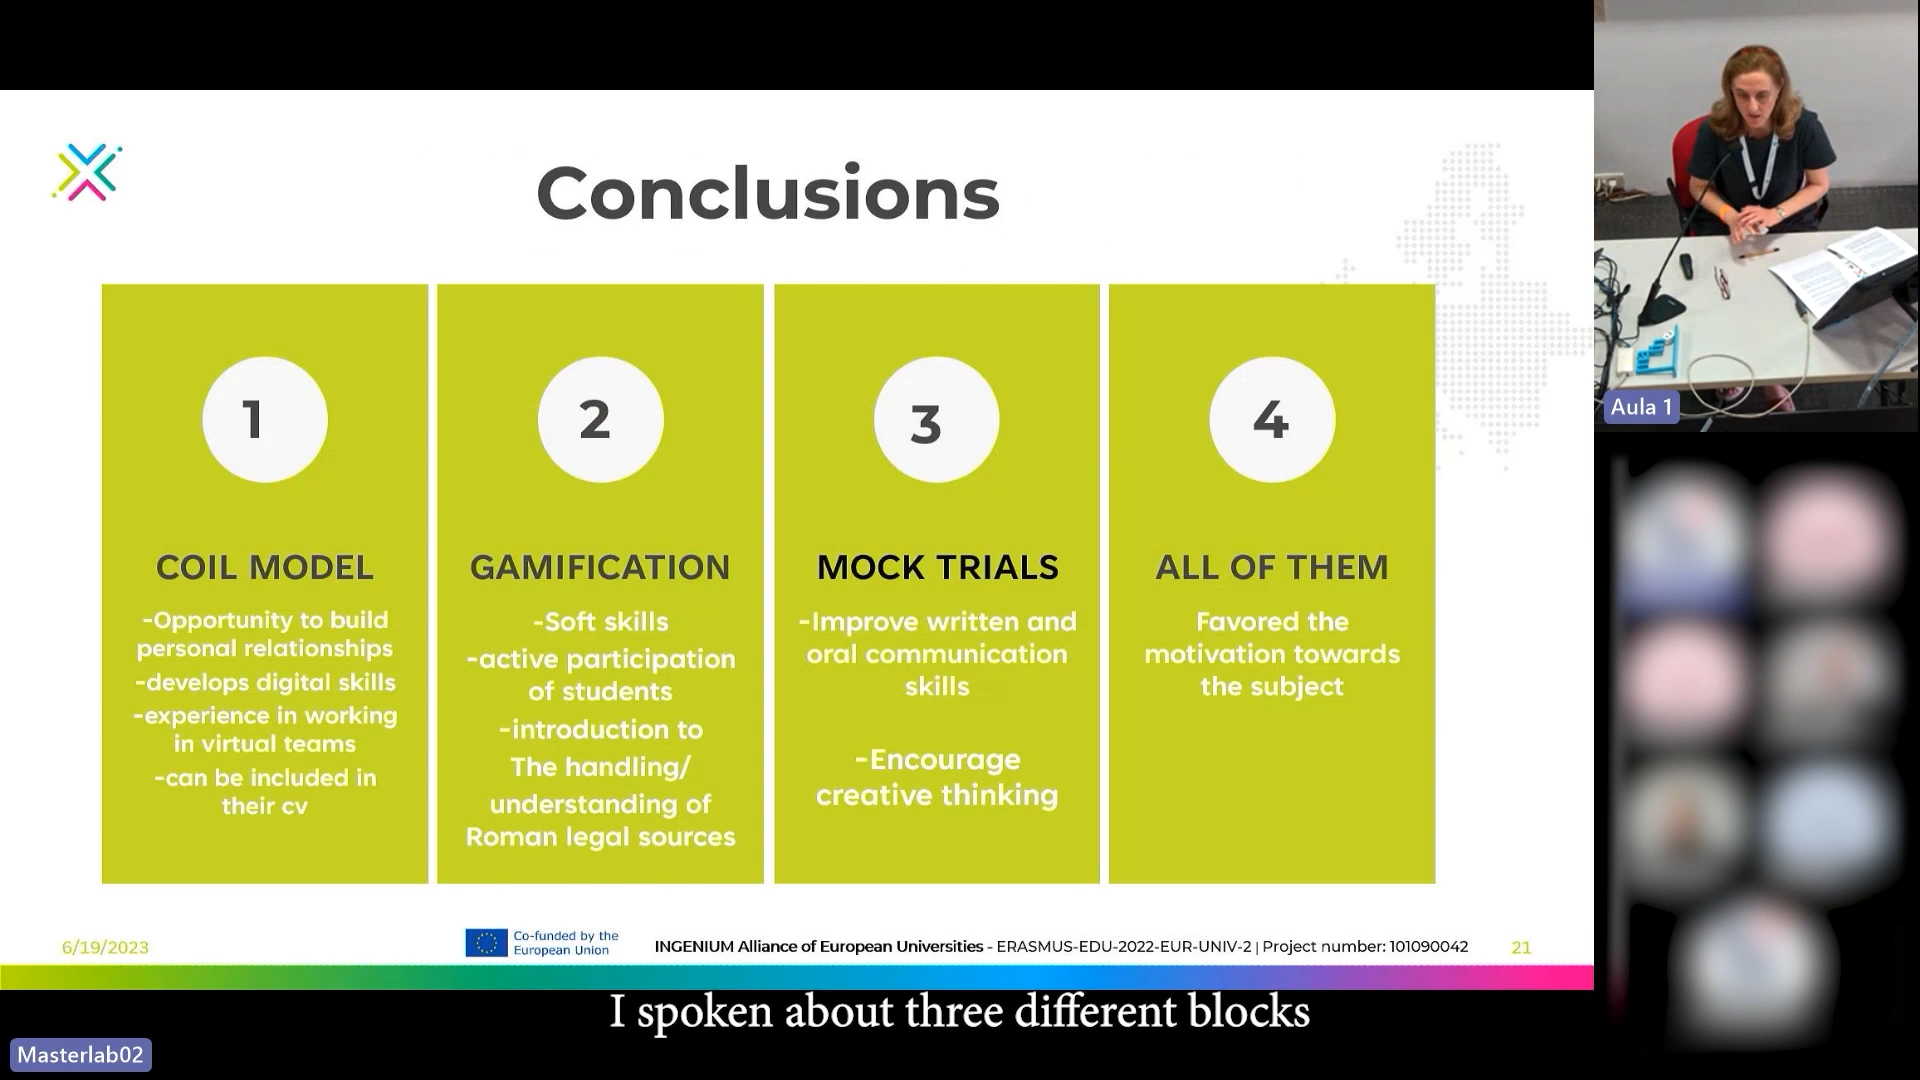 Conclusions
1
COIL MODEL
-Opportunity to build
personal relationships
-develops digital skills
-experience in working
in virtual teams
-can be included in
their cv
2
GAMIFICATION
-Soft skills
-active participation
of students
-introduction to
The handling/
understanding of
Roman legal sources
3
MOCK TRIALS
-Improve written and
oral communication
skills
-Encourage
creative thinking
4
ALL OF THEM
Favored the
motivation towards
the subject
6/19/2023
Co-funded by the
European Union
INGENIUM Alliance of European Universities - ERASMUS-EDU-2022-EUR-UNIV-2 | Project number: 101090042
21
Aula 1
I spoken about three different blocks
Masterlab02